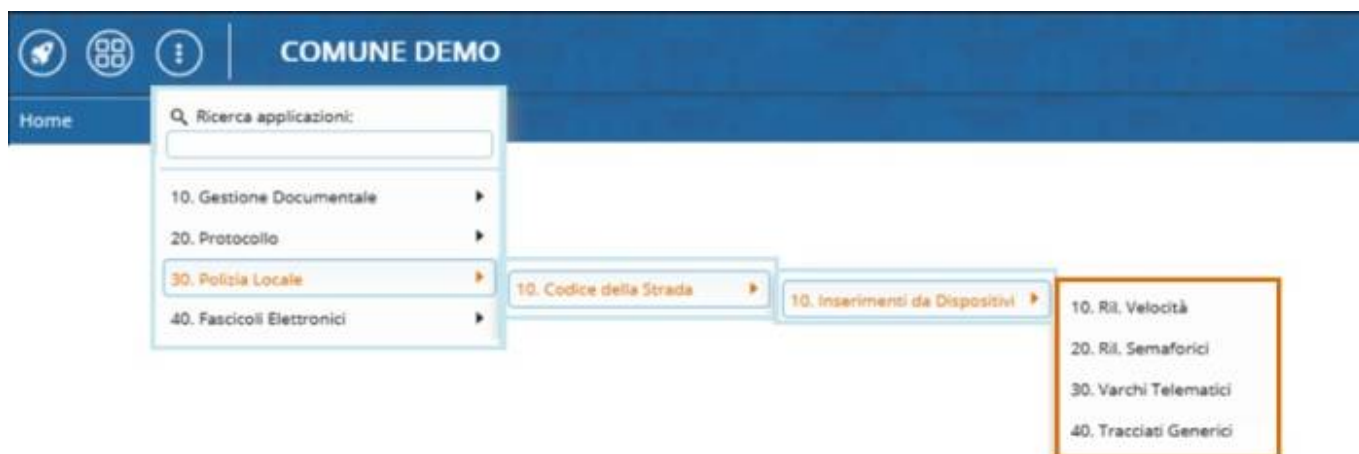 COMUNE DEMO
Home
Ricerca applicazioni:
10. Gestione Documentale
20. Protocollo
30. Polizia Locale
40. Fascicoli Elettronici
10. Codice della Strada
10. Inserimenti da Dispositivi
10. Ril. Velocità
20. Ril. Semaforici
30. Varchi Telematici
40. Tracciati Generici